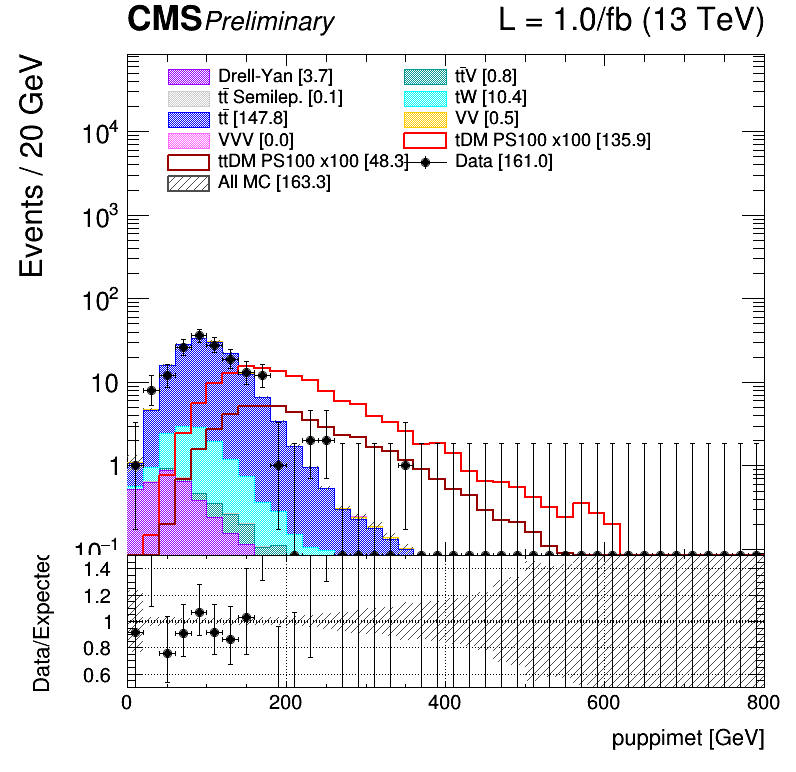 CMS Preliminary L = 1.0/fb (13 TeV)
Events / 20 GeV
Drell-Yan [3.7] tt̄V [0.8]
tt̄ Semilep. [0.1] tW [10.4]
tt̄ [147.8] VV [0.5]
VVV [0.0] tDM PS100 x100 [135.9]
ttDM PS100 x100 [48.3] Data [161.0]
All MC [163.3]
10⁴
10³
10²
10
1
10⁻¹
Data/Expected
1.4
1.2
1
0.8
0.6
0 200 400 600 800
puppimet [GeV]